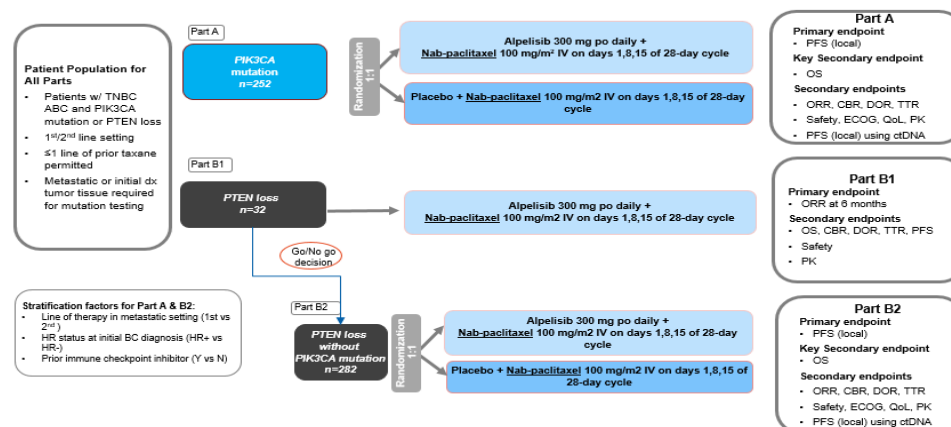 Patient Population for
All Parts
• Patients w/ TNBC
ABC and PIK3CA
mutation or PTEN loss
• 1st/2nd line setting
• ≤1 line of prior taxane
permitted
• Metastatic or initial dx
tumor tissue required
for mutation testing
Part A
PIK3CA
mutation
n=252
Randomization
1:1
Alpelisib 300 mg po daily +
Nab-paclitaxel 100 mg/m² IV on days 1,8,15 of 28-day
cycle
Placebo + Nab-paclitaxel 100 mg/m2 IV on days 1,8,15 of 28-day
cycle
Part A
Primary endpoint
• PFS (local)
Key Secondary endpoint
• OS
Secondary endpoints
• ORR, CBR, DOR, TTR
• Safety, ECOG, QoL, PK
• PFS (local) using ctDNA
Part B1
PTEN loss
n=32
Alpelisib 300 mg po daily +
Nab-paclitaxel 100 mg/m2 IV on days 1,8,15 of 28-day cycle
Part B1
Primary endpoint
• ORR at 6 months
Secondary endpoints
• OS, CBR, DOR, TTR, PFS
• Safety
• PK
Go/No go
decision
Stratification factors for Part A & B2:
• Line of therapy in metastatic setting (1st vs
2nd )
• HR status at initial BC diagnosis (HR+ vs
HR-)
• Prior immune checkpoint inhibitor (Y vs N)
Part B2
PTEN loss
without
PIK3CA mutation
n=282
Randomization
1:1
Alpelisib 300 mg po daily +
Nab-paclitaxel 100 mg/m2 IV on days 1,8,15 of 28-day
cycle
Placebo + Nab-paclitaxel 100 mg/m2 IV on days 1,8,15 of
28-day cycle
Part B2
Primary endpoint
• PFS (local)
Key Secondary endpoint
• OS
Secondary endpoints
• ORR, CBR, DOR, TTR
• Safety, ECOG, QoL, PK
• PFS (local) using ctDNA